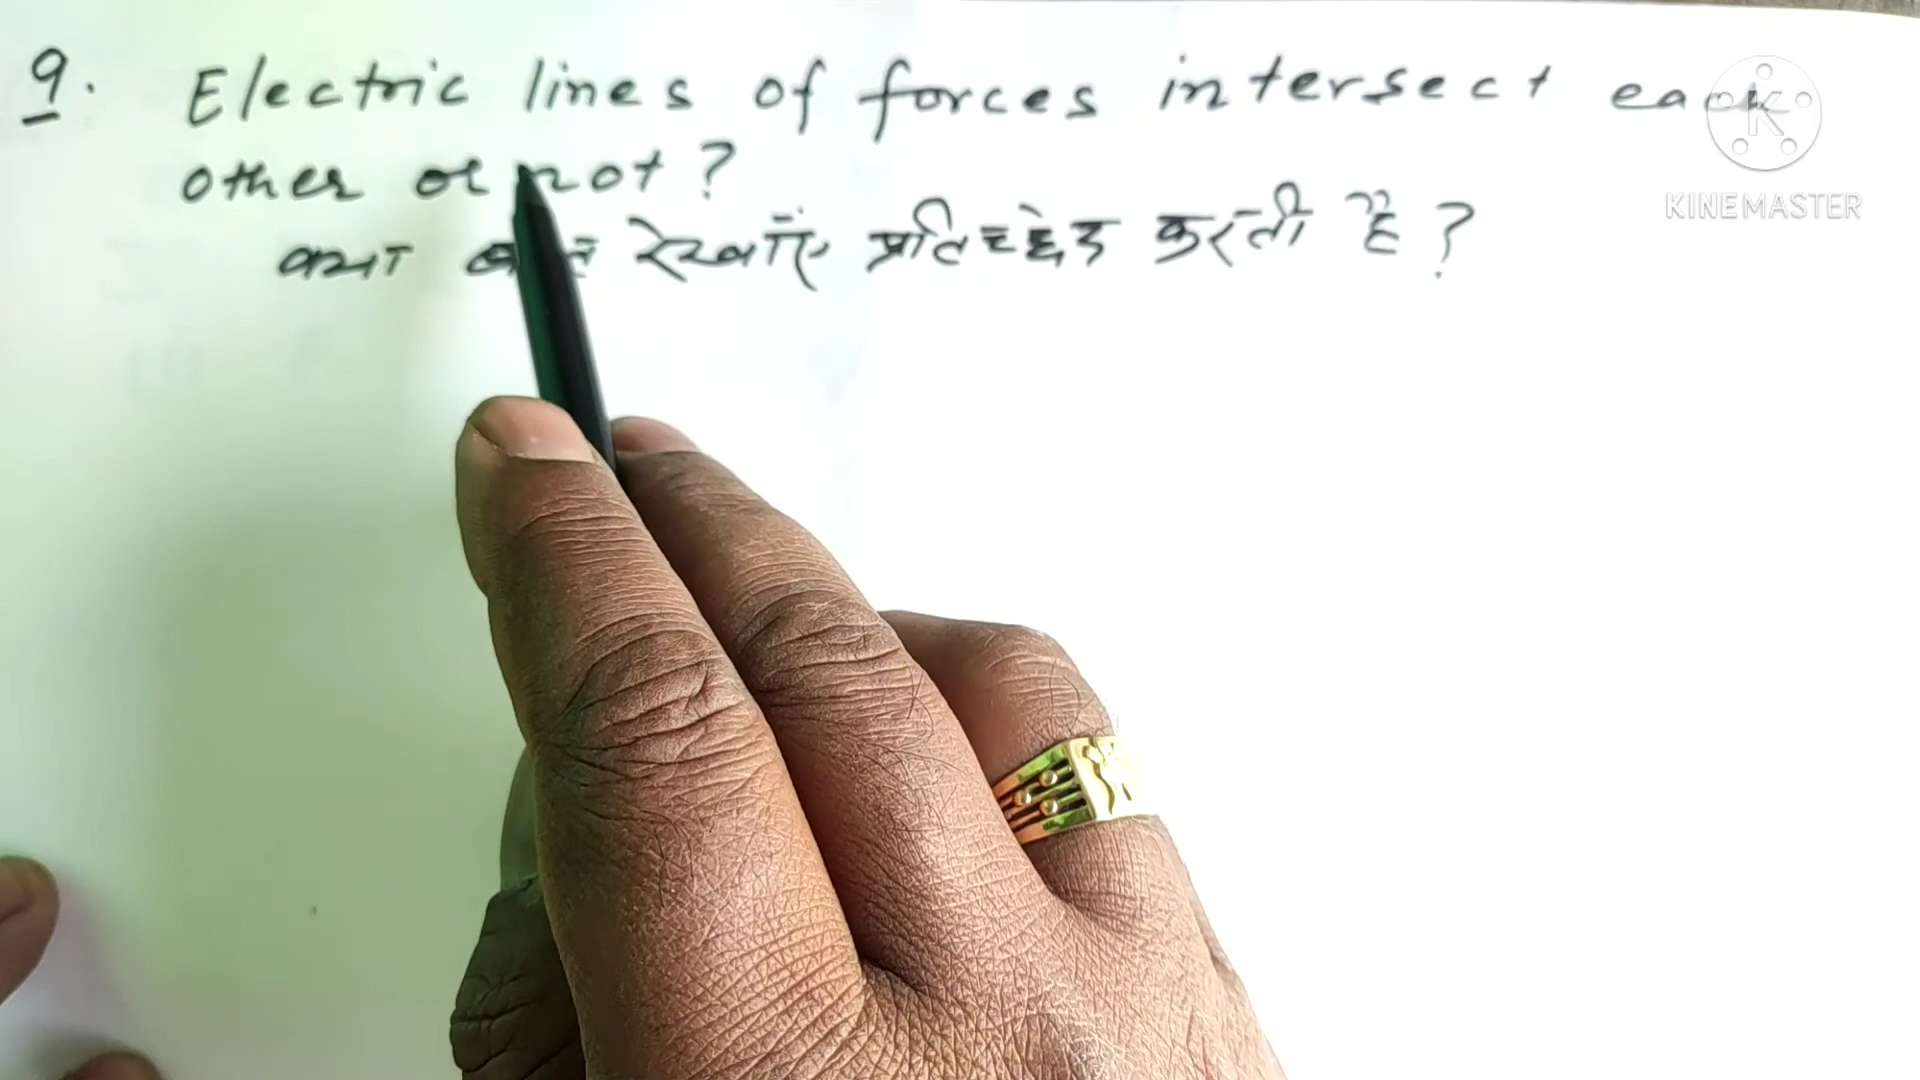 9. Electric lines of forces intersect each
other or not?
क्या रेखाएँ प्रतिच्छेद करती है?
KINEMASTER